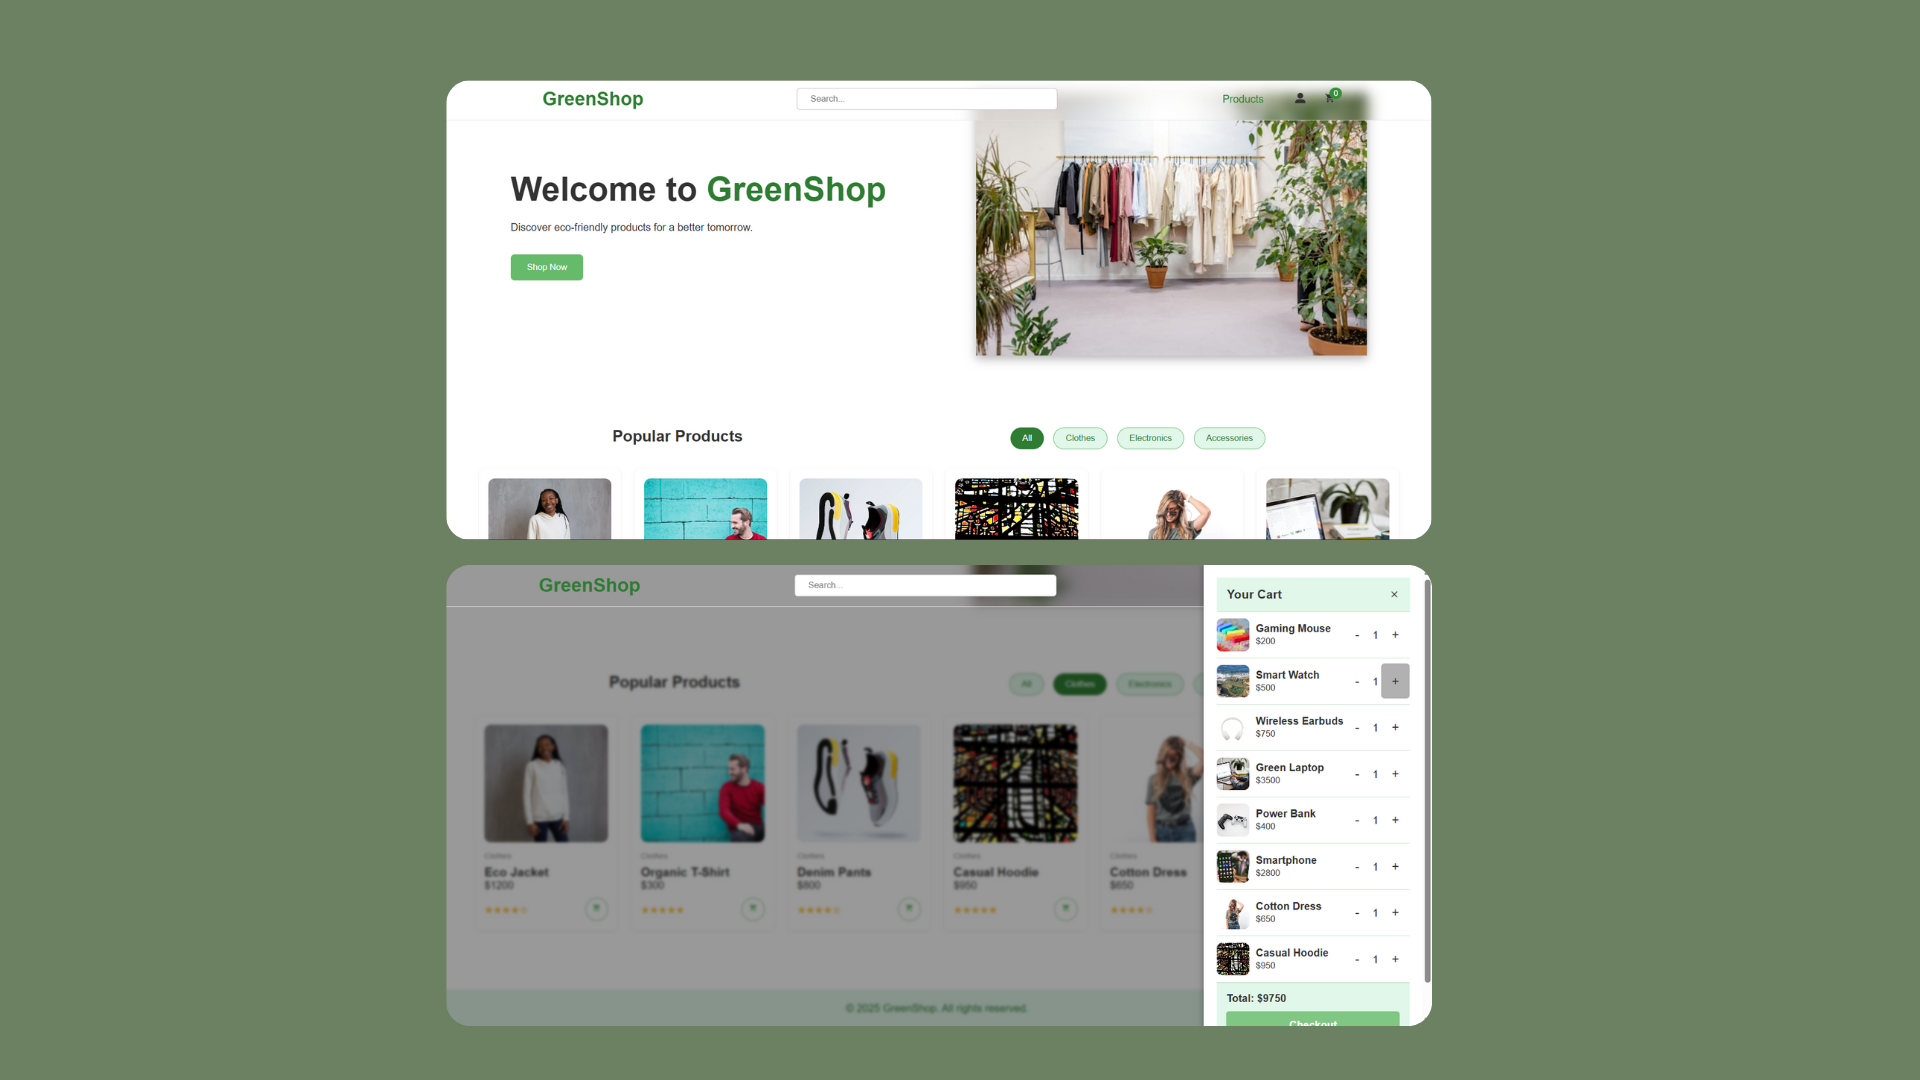 GreenShop
Search...
Products
0
Welcome to GreenShop
Discover eco-friendly products for a better tomorrow.
Shop Now
Popular Products
All
Clothes
Electronics
Accessories
GreenShop
Search...
Popular Products
All
Clothes
Electronics
Clothes
Eco Jacket
$1200
Clothes
Organic T-Shirt
$300
Clothes
Denim Pants
$800
Clothes
Casual Hoodie
$950
Clothes
Cotton Dress
$650
© 2025 GreenShop. All rights reserved.
Your Cart ×
Gaming Mouse
$200
- 1 +
Smart Watch
$500
- 1 +
Wireless Earbuds
$750
- 1 +
Green Laptop
$3500
- 1 +
Power Bank
$400
- 1 +
Smartphone
$2800
- 1 +
Cotton Dress
$650
- 1 +
Casual Hoodie
$950
- 1 +
Total: $9750
Checkout